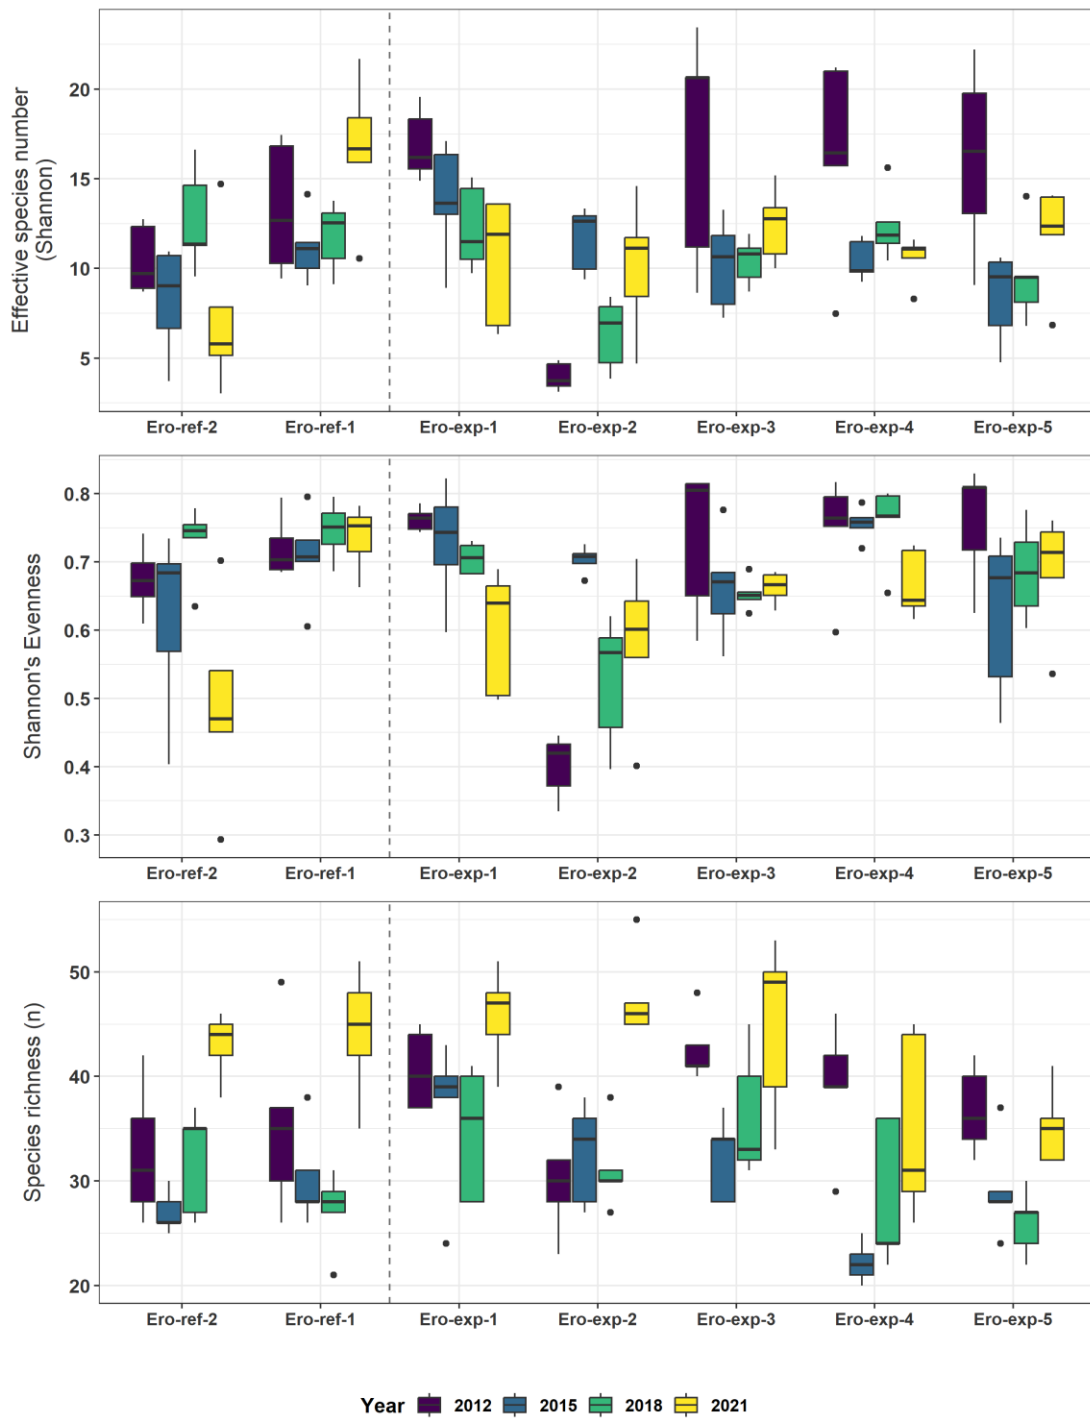 Effective species number
(Shannon)
20
15
10
5
Ero-ref-2 Ero-ref-1 Ero-exp-1 Ero-exp-2 Ero-exp-3 Ero-exp-4 Ero-exp-5
Shannon's Evenness
0.8
0.7
0.6
0.5
0.4
0.3
Ero-ref-2 Ero-ref-1 Ero-exp-1 Ero-exp-2 Ero-exp-3 Ero-exp-4 Ero-exp-5
Species richness (n)
50
40
30
20
Ero-ref-2 Ero-ref-1 Ero-exp-1 Ero-exp-2 Ero-exp-3 Ero-exp-4 Ero-exp-5
Year 2012 2015 2018 2021